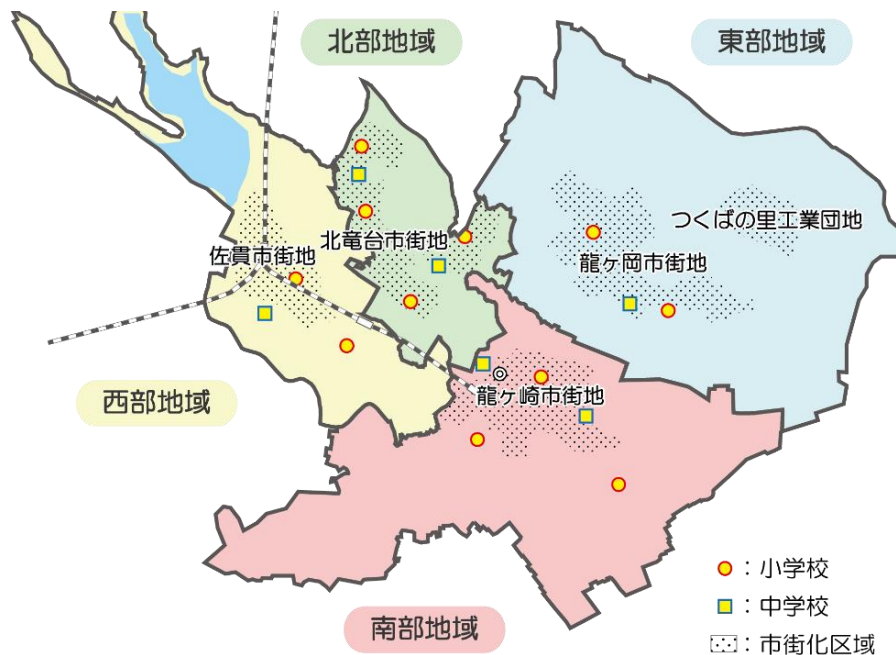 北部地域
東部地域
つくばの里工業団地
北竜台市街地
佐貫市街地
龍ヶ岡市街地
西部地域
龍ヶ崎市街地
：小学校
：中学校
南部地域
：市街化区域